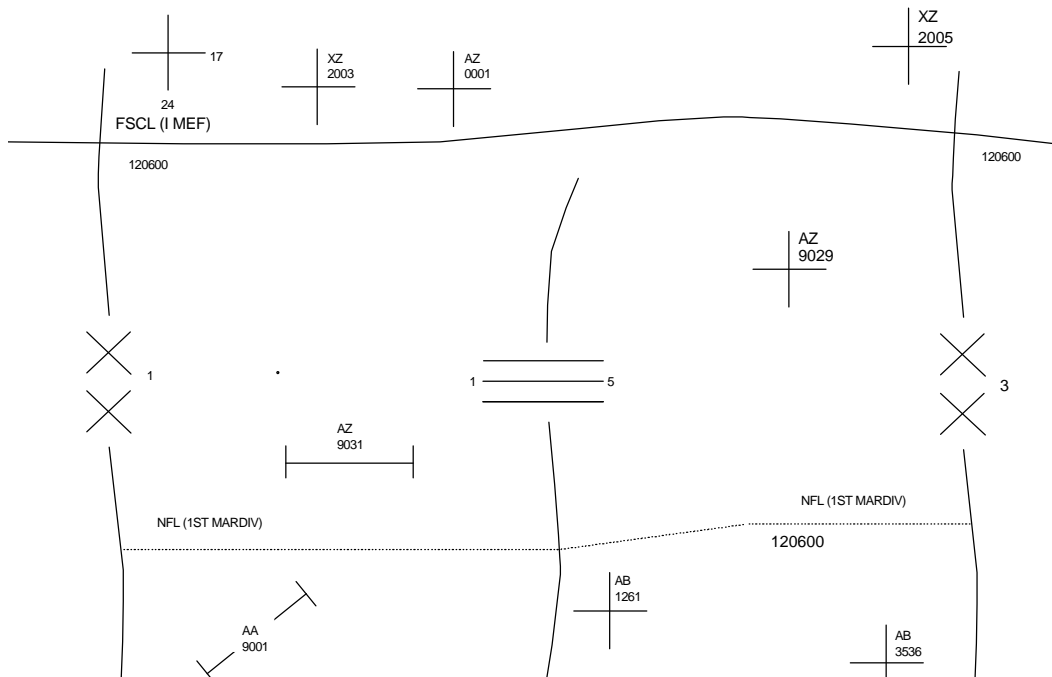 XZ
2005
17
XZ
2003
AZ
0001
24
FSCL (I MEF)
120600
120600
AZ
9029
1
1
5
3
AZ
9031
NFL (1ST MARDIV)
NFL (1ST MARDIV)
120600
AB
1261
AA
9001
AB
3536